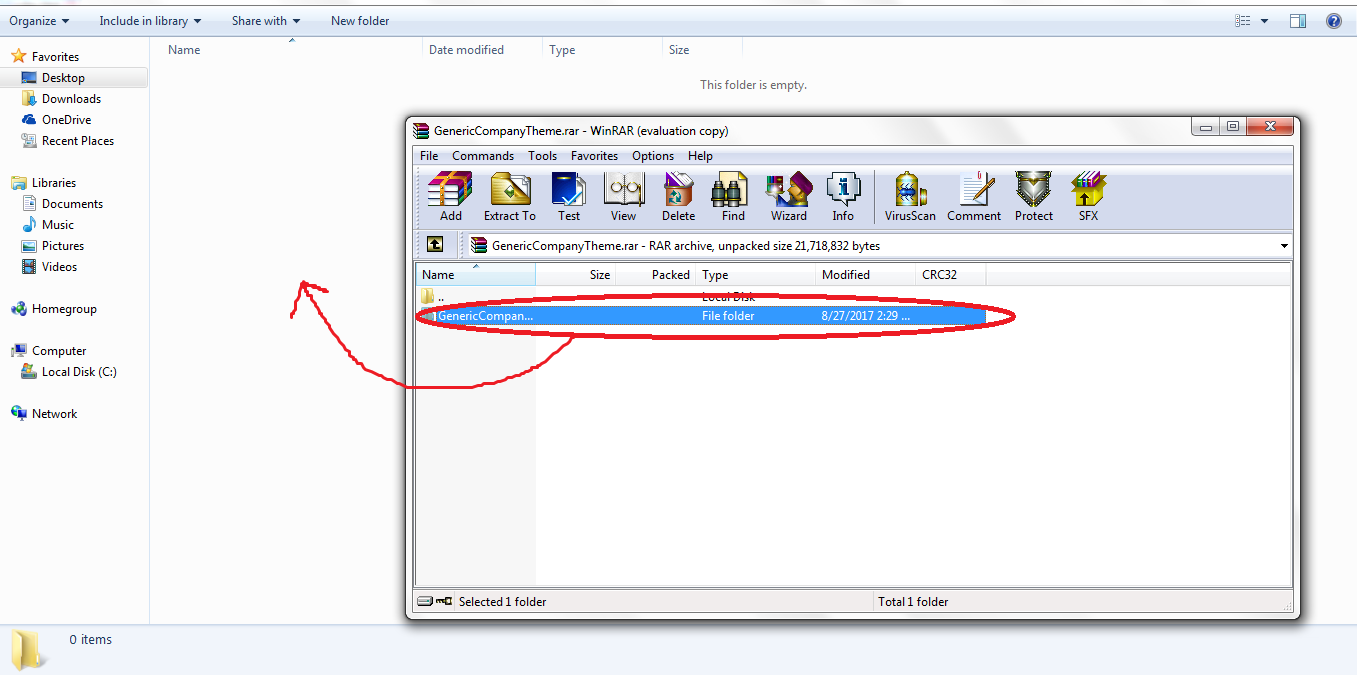 Organize Include in library Share with New folder
Name Date modified Type Size
This folder is empty.
Favorites
Desktop
Downloads
OneDrive
Recent Places
Libraries
Documents
Music
Pictures
Videos
Homegroup
Computer
Local Disk (C:)
Network
0 items
GenericCompanyTheme.rar - WinRAR (evaluation copy)
File Commands Tools Favorites Options Help
Add Extract To Test View Delete Find Wizard Info VirusScan Comment Protect SFX
GenericCompanyTheme.rar - RAR archive, unpacked size 21,718,832 bytes
Name Size Packed Type Modified CRC32
.. Local Disk
GenericCompan... File folder 8/27/2017 2:29 ...
Selected 1 folder Total 1 folder